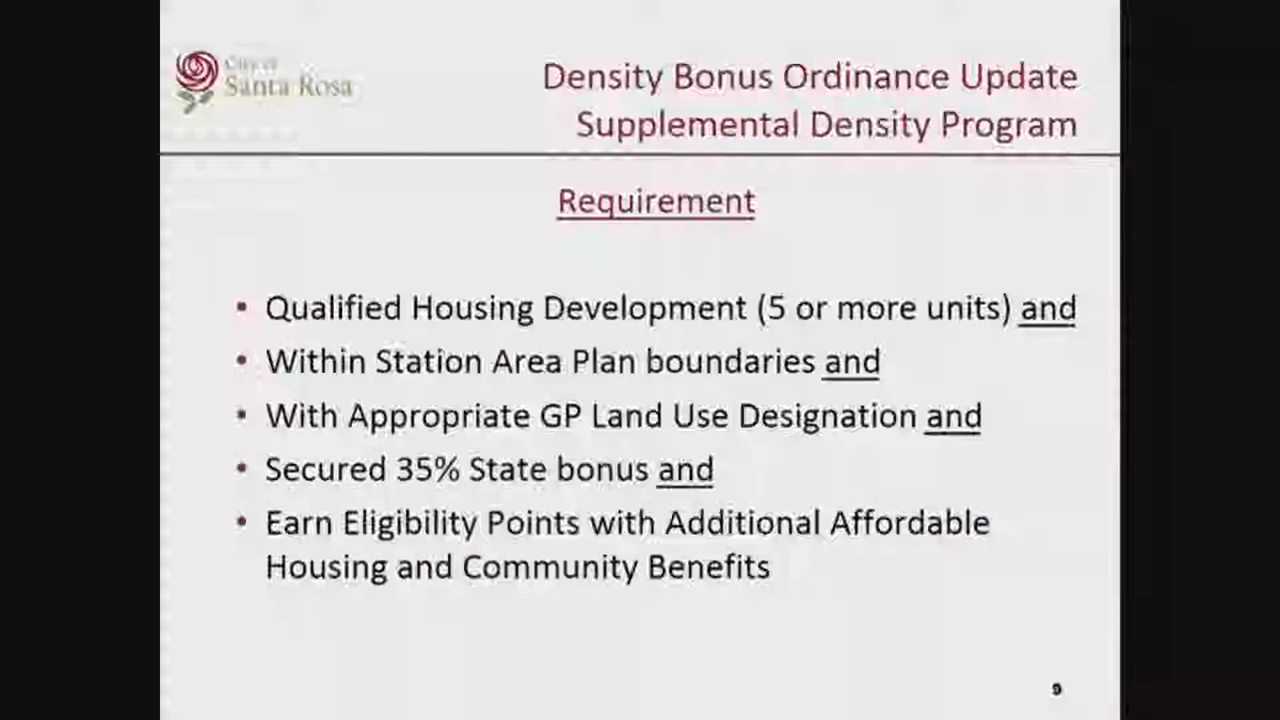 City of
Santa Rosa
Density Bonus Ordinance Update
Supplemental Density Program
Requirement
• Qualified Housing Development (5 or more units) and
• Within Station Area Plan boundaries and
• With Appropriate GP Land Use Designation and
• Secured 35% State bonus and
• Earn Eligibility Points with Additional Affordable
Housing and Community Benefits
9